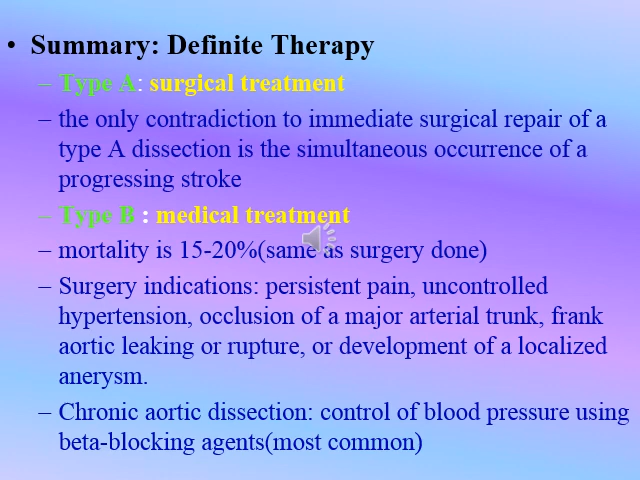 • Summary: Definite Therapy
– Type A: surgical treatment
– the only contradiction to immediate surgical repair of a
type A dissection is the simultaneous occurrence of a
progressing stroke
– Type B : medical treatment
– mortality is 15-20%(same as surgery done)
– Surgery indications: persistent pain, uncontrolled
hypertension, occlusion of a major arterial trunk, frank
aortic leaking or rupture, or development of a localized
anerysm.
– Chronic aortic dissection: control of blood pressure using
beta-blocking agents(most common)